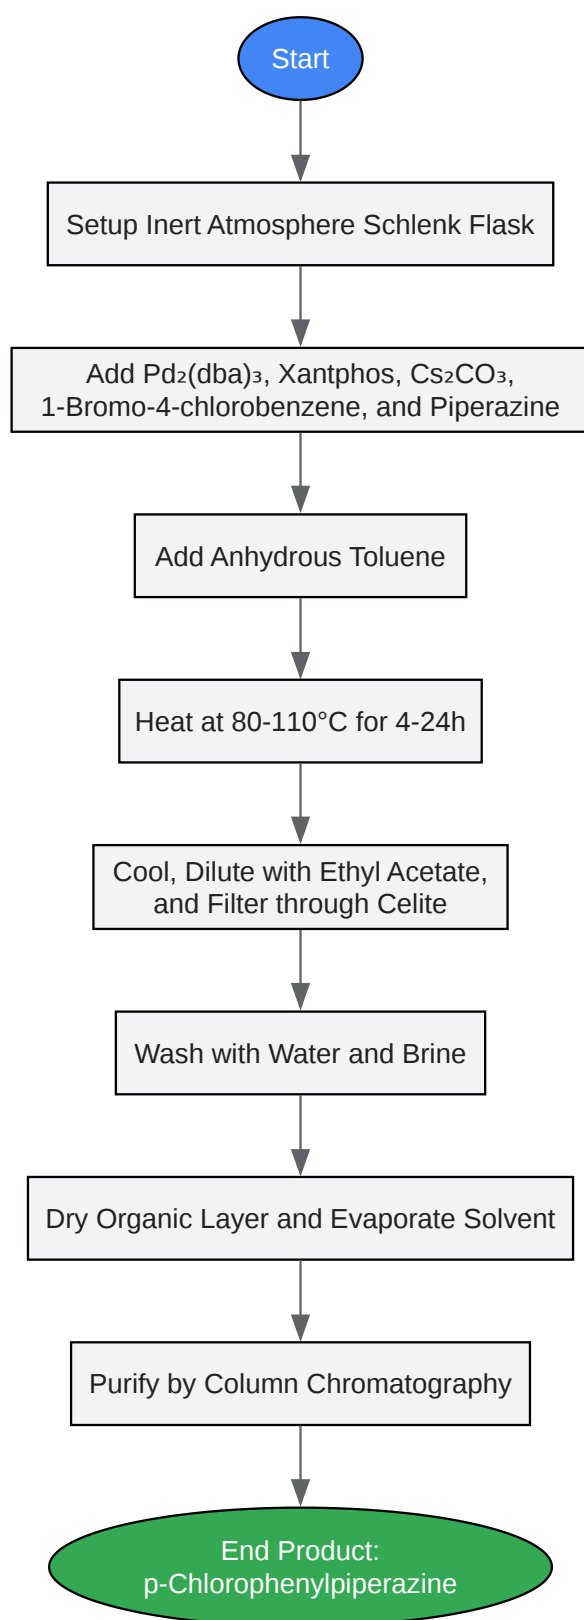 Start
Setup Inert Atmosphere Schlenk Flask
Add Pd₂(dba)₃, Xantphos, Cs₂CO₃,
1-Bromo-4-chlorobenzene, and Piperazine
Add Anhydrous Toluene
Heat at 80-110°C for 4-24h
Cool, Dilute with Ethyl Acetate,
and Filter through Celite
Wash with Water and Brine
Dry Organic Layer and Evaporate Solvent
Purify by Column Chromatography
End Product:
p-Chlorophenylpiperazine